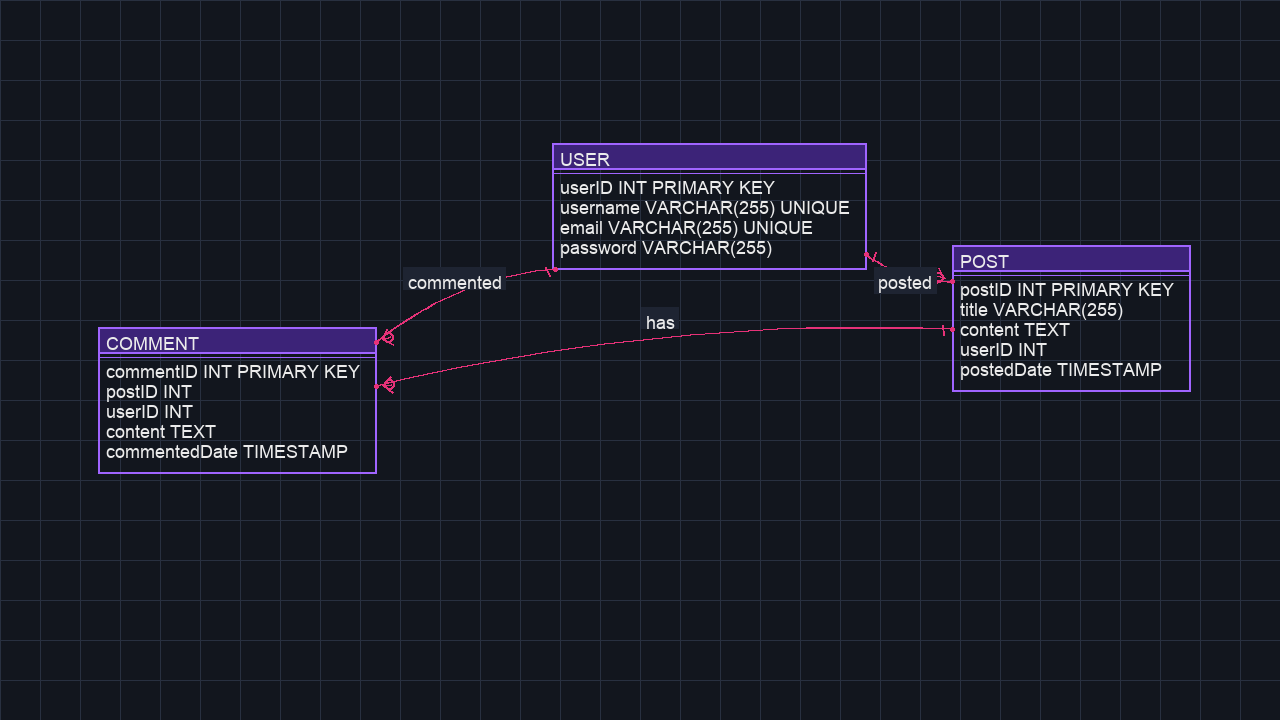 USER
userID INT PRIMARY KEY
username VARCHAR(255) UNIQUE
email VARCHAR(255) UNIQUE
password VARCHAR(255)
commented
posted
POST
postID INT PRIMARY KEY
title VARCHAR(255)
content TEXT
userID INT
postedDate TIMESTAMP
has
COMMENT
commentID INT PRIMARY KEY
postID INT
userID INT
content TEXT
commentedDate TIMESTAMP